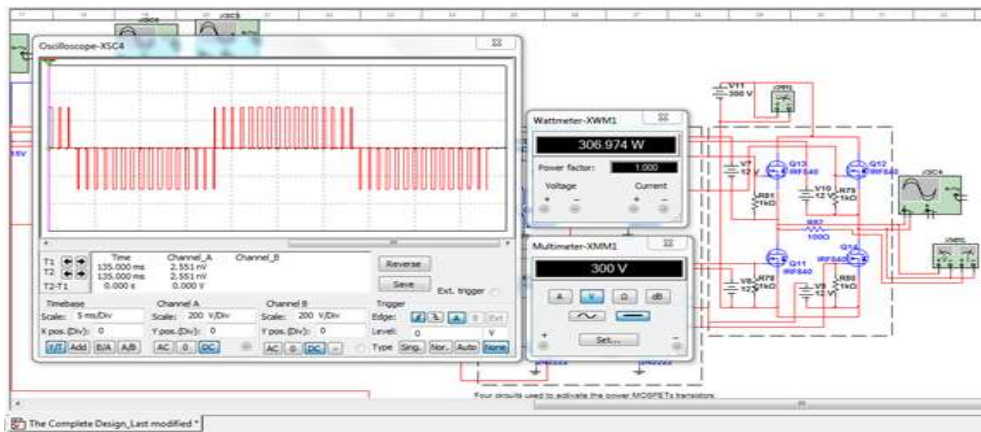 Oscilloscope-XSC4
T1
T2
T2-T1
Time
Channel_A
Channel_B
135.000 ms
2.551 nV
135.000 ms
2.551 nV
0.000 s
0.000 V
Reverse
Save
Ext. trigger
Timebase
Scale: 5 ms/Div
X pos.(Div): 0
Y/T Add B/A A/B
Channel A
Scale: 200 V/Div
Y pos.(Div): 0
AC 0 DC
Channel B
Scale: 200 V/Div
Y pos.(Div): 0
AC 0 DC -
Trigger
Edge: A B Ext
Level: 0 V
Type Sing. Nor. Auto None
Wattmeter-XWM1
306.974 W
Power factor: 1.000
Voltage
Current
+ - + -
Multimeter-XMM1
300 V
A V Ω dB
Set...
+ -
V11
300 V
V7
12 V
Q13
IRF840
Q12
IRF840
R81
1kΩ
V10
12 V
R79
1kΩ
R82
100Ω
Q11
IRF840
Q14
IRF840
R78
1kΩ
R80
1kΩ
12 V
12 V
15V
Four circuits used to activate the power MOSFETs transistors
The Complete Design_Last modified *